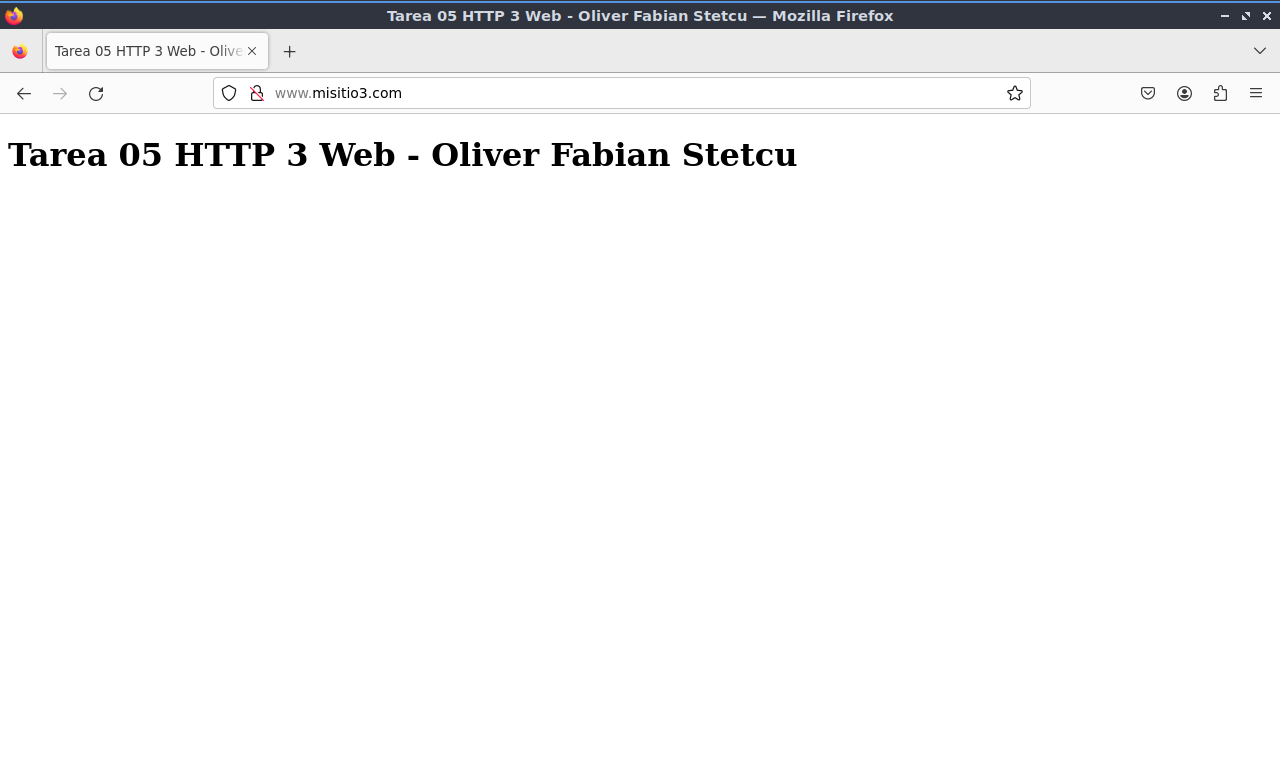 Tarea 05 HTTP 3 Web - Oliver Fabian Stetcu — Mozilla Firefox
Tarea 05 HTTP 3 Web - Olive
www.misitio3.com
Tarea 05 HTTP 3 Web - Oliver Fabian Stetcu